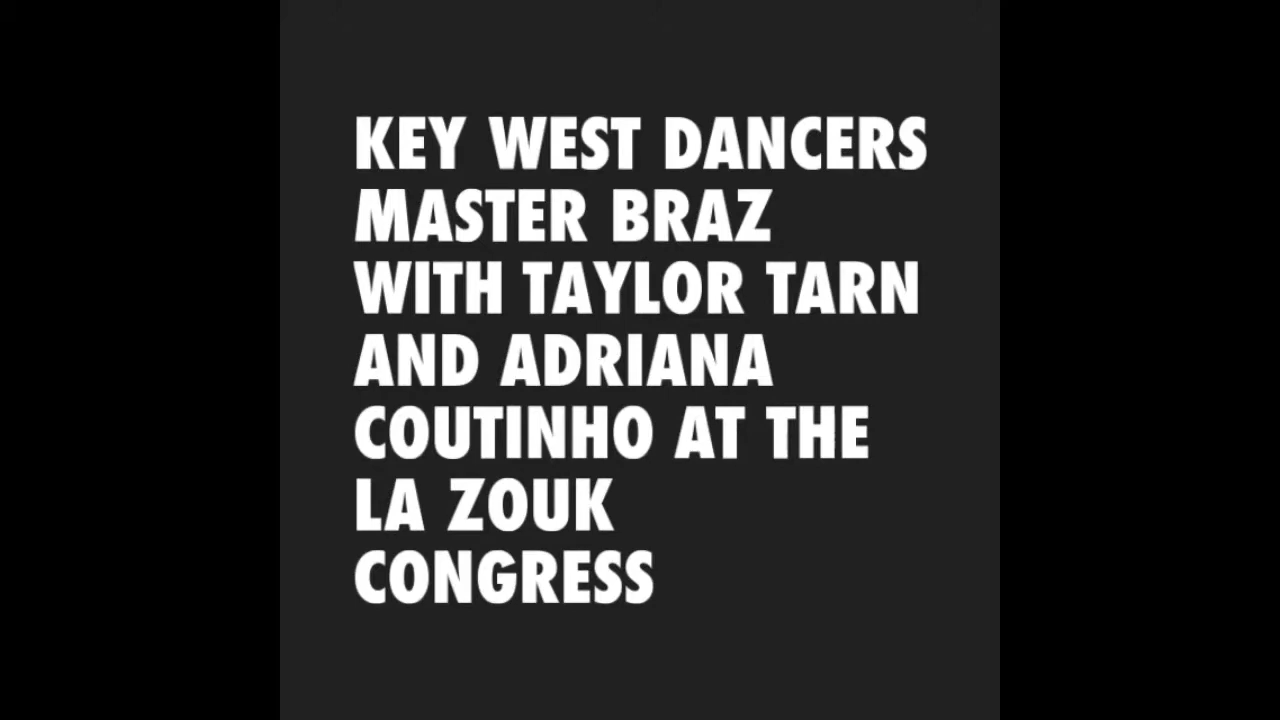 KEY WEST DANCERS
MASTER BRAZ
WITH TAYLOR TARN
AND ADRIANA
COUTINHO AT THE
LA ZOUK
CONGRESS